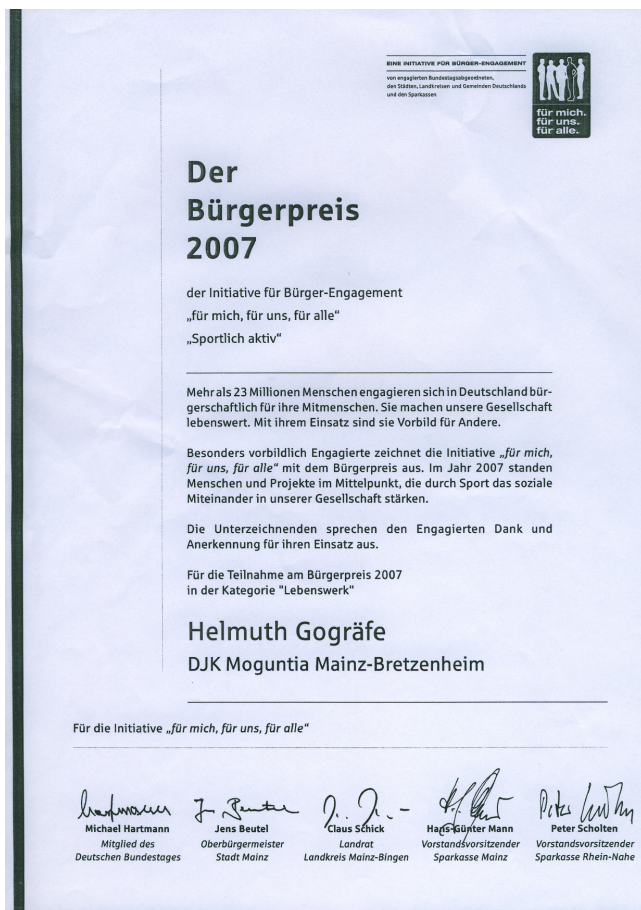 EINE INITIATIVE FÜR BÜRGER-ENGAGEMENT
von engagierten Bundestagsabgeordneten,
den Städten, Landkreisen und Gemeinden Deutschlands
und den Sparkassen
für mich.
für uns.
für alle.
Der
Bürgerpreis
2007
der Initiative für Bürger-Engagement
„für mich, für uns, für alle“
„Sportlich aktiv“
Mehr als 23 Millionen Menschen engagieren sich in Deutschland bür-
gerschaftlich für ihre Mitmenschen. Sie machen unsere Gesellschaft
lebenswert. Mit ihrem Einsatz sind sie Vorbild für Andere.
Besonders vorbildlich Engagierte zeichnet die Initiative „für mich,
für uns, für alle“ mit dem Bürgerpreis aus. Im Jahr 2007 standen
Menschen und Projekte im Mittelpunkt, die durch Sport das soziale
Miteinander in unserer Gesellschaft stärken.
Die Unterzeichnenden sprechen den Engagierten Dank und
Anerkennung für ihren Einsatz aus.
Für die Teilnahme am Bürgerpreis 2007
in der Kategorie "Lebenswerk"
Helmuth Gogräfe
DJK Moguntia Mainz-Bretzenheim
Für die Initiative „für mich, für uns, für alle“
Michael Hartmann
Mitglied des
Deutschen Bundestages
Jens Beutel
Oberbürgermeister
Stadt Mainz
Claus Schick
Landrat
Landkreis Mainz-Bingen
Hans-Günter Mann
Vorstandsvorsitzender
Sparkasse Mainz
Peter Scholten
Vorstandsvorsitzender
Sparkasse Rhein-Nahe